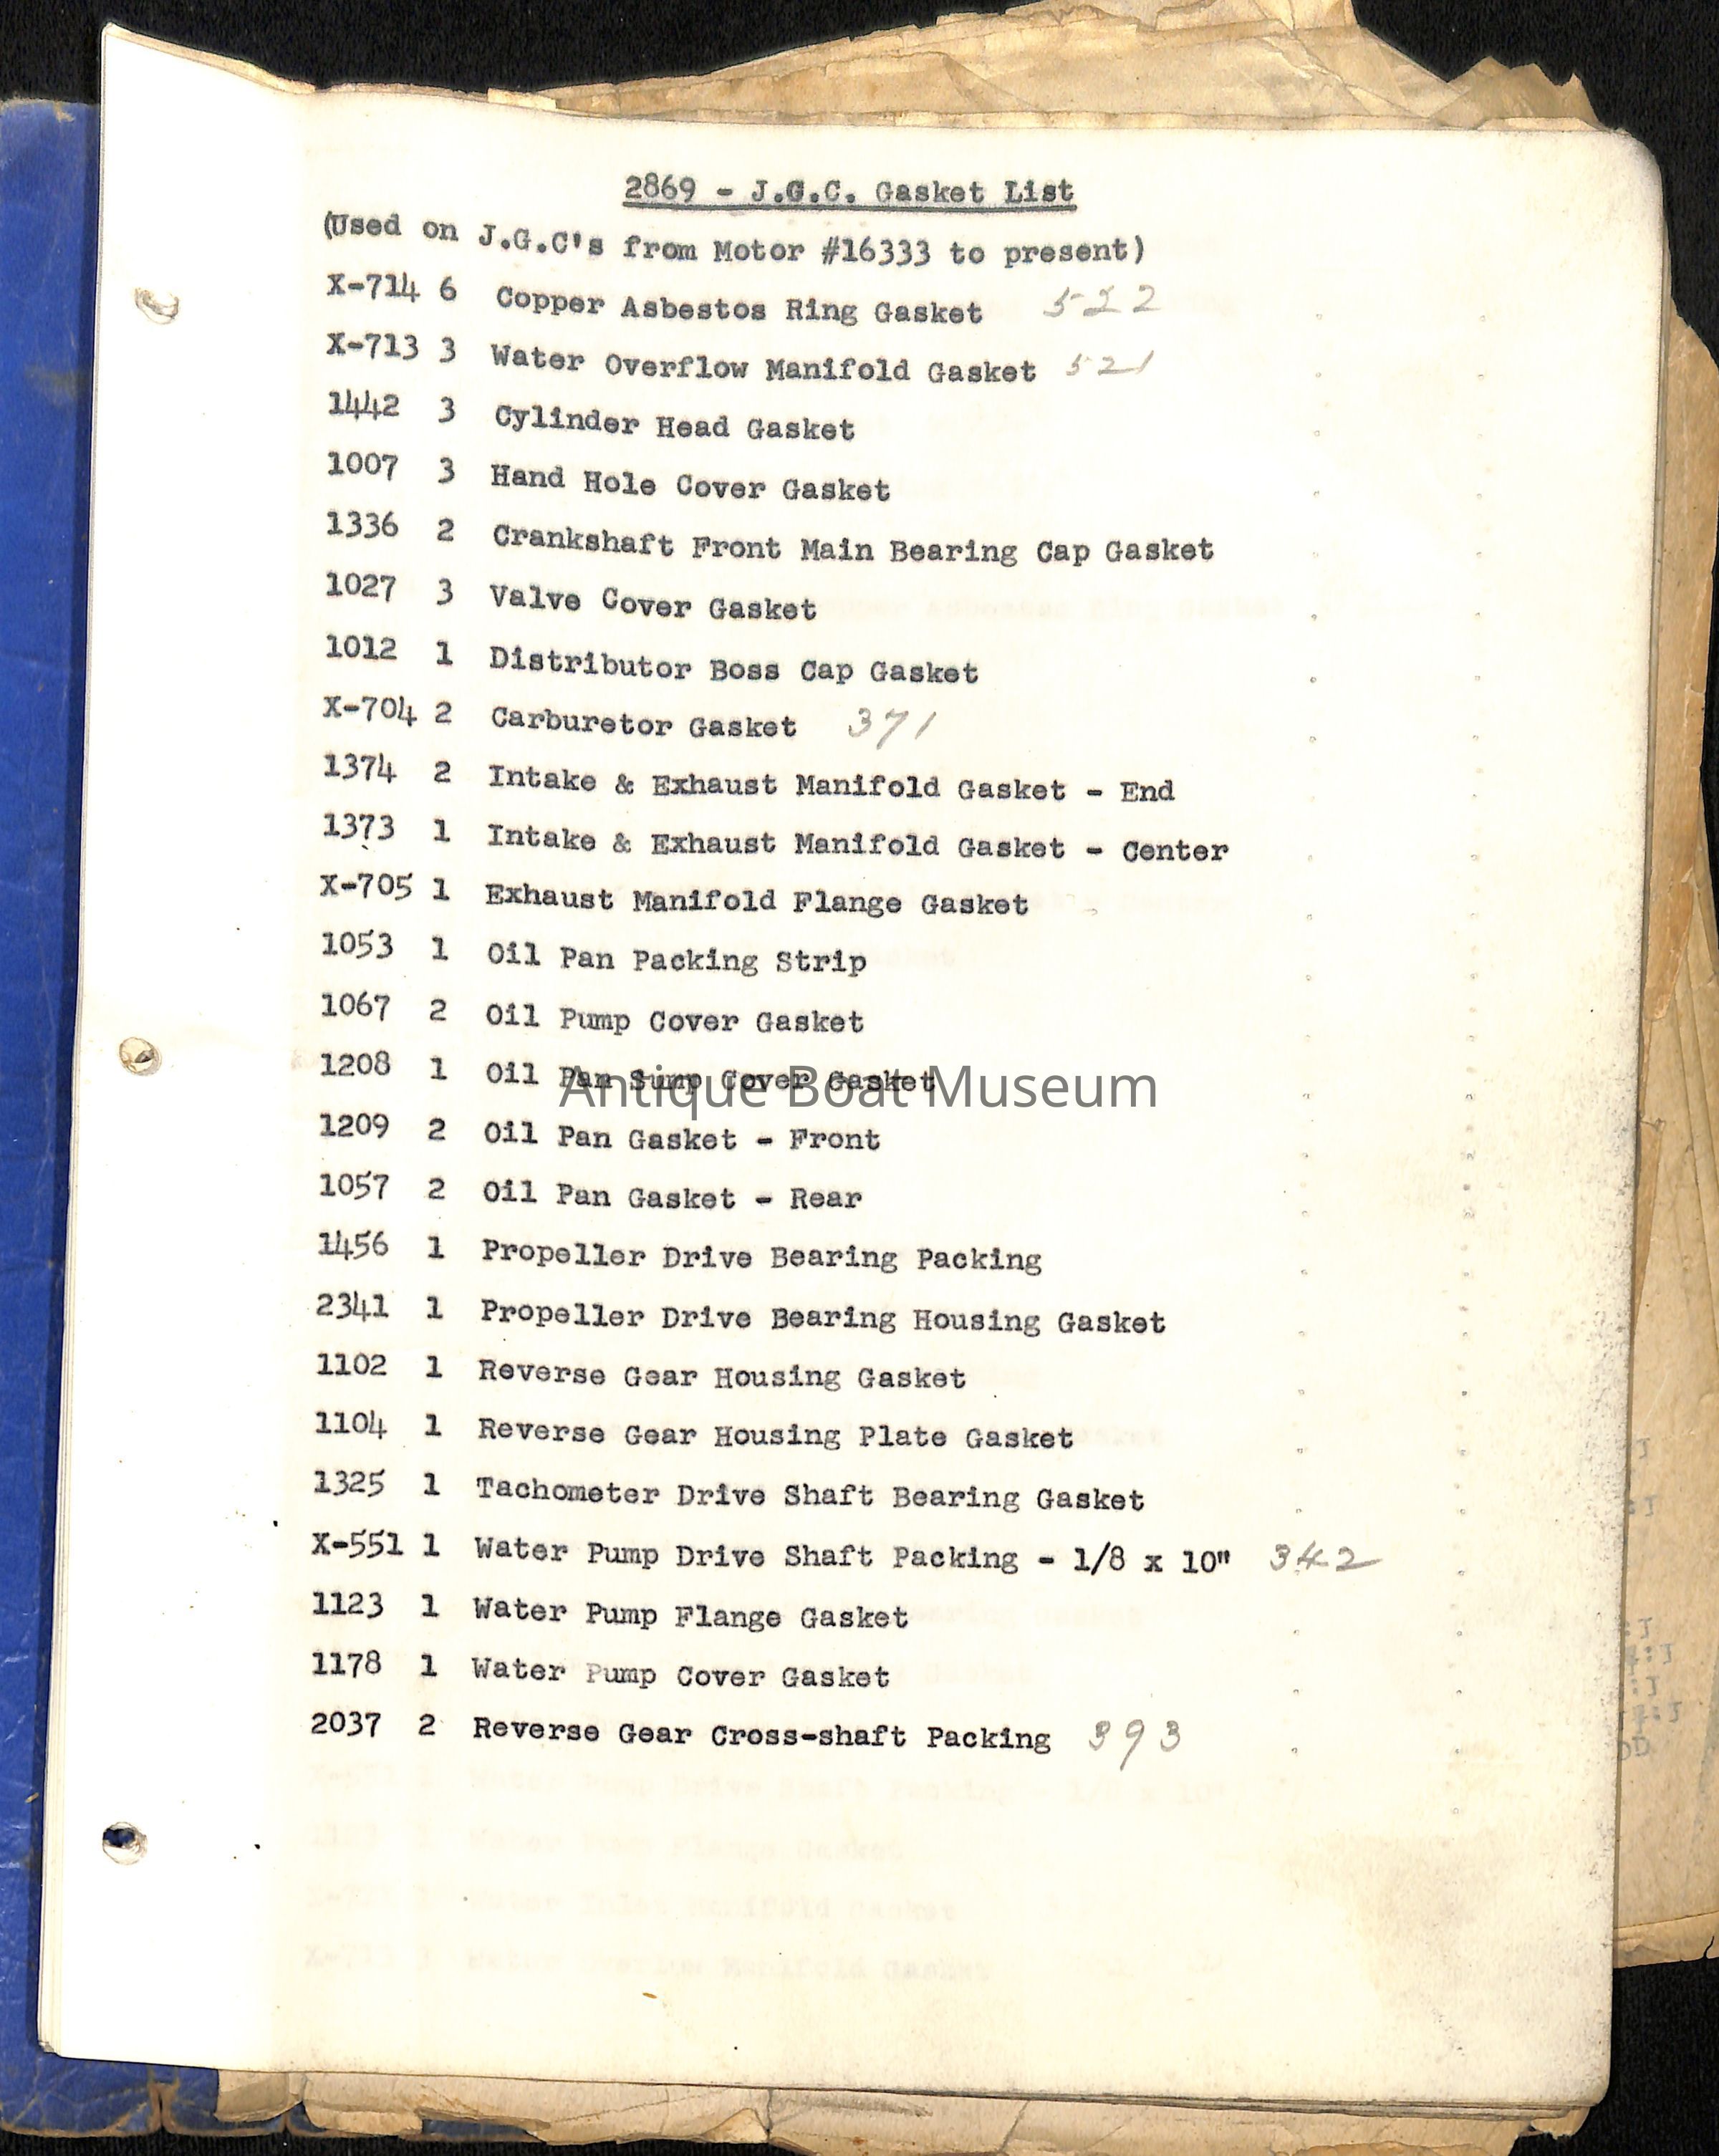 2869 - J.G.C. Gasket List
(Used on J.G.C's from Motor #16333 to present)
X-714 6 Copper Asbestos Ring Gasket 522
X-713 3 Water Overflow Manifold Gasket 521
1442 3 Cylinder Head Gasket
1007 3 Hand Hole Cover Gasket
1336 2 Crankshaft Front Main Bearing Cap Gasket
1027 3 Valve Cover Gasket
1012 1 Distributor Boss Cap Gasket
X-704 2 Carburetor Gasket 371
1374 2 Intake & Exhaust Manifold Gasket - End
1373 1 Intake & Exhaust Manifold Gasket - Center
X-705 1 Exhaust Manifold Flange Gasket
1053 1 Oil Pan Packing Strip
1067 2 Oil Pump Cover Gasket
1208 1 Oil Pan Sump Cover Gasket
Antique Boat Museum
1209 2 Oil Pan Gasket - Front
1057 2 Oil Pan Gasket - Rear
1456 1 Propeller Drive Bearing Packing
2341 1 Propeller Drive Bearing Housing Gasket
1102 1 Reverse Gear Housing Gasket
1104 1 Reverse Gear Housing Plate Gasket
1325 1 Tachometer Drive Shaft Bearing Gasket
X-551 1 Water Pump Drive Shaft Packing - 1/8 x 10" 342
1123 1 Water Pump Flange Gasket
1178 1 Water Pump Cover Gasket
2037 2 Reverse Gear Cross-shaft Packing 393